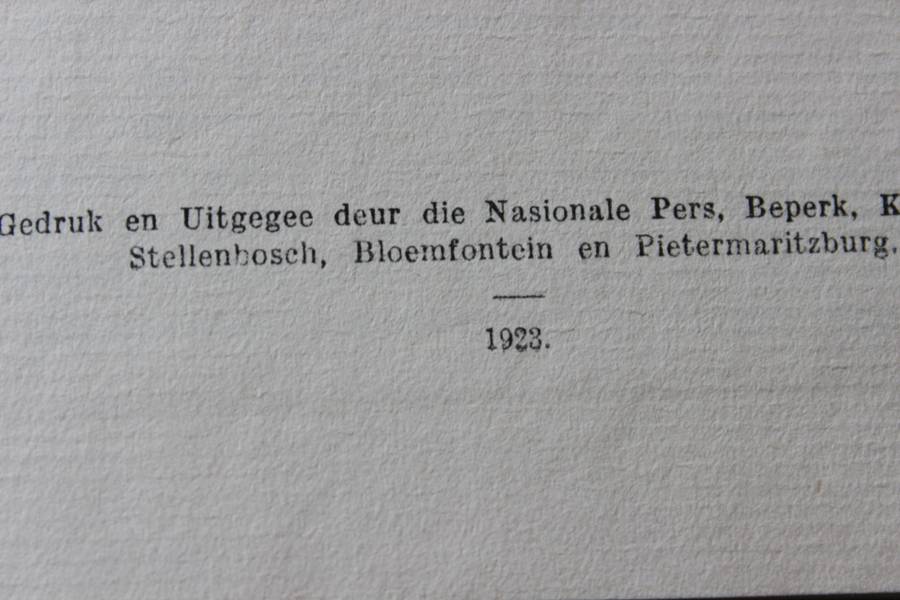 Gedruk en Uitgegee deur die Nasionale Pers, Beperk,
Stellenbosch, Bloemfontein en Pietermaritzburg.
1923.